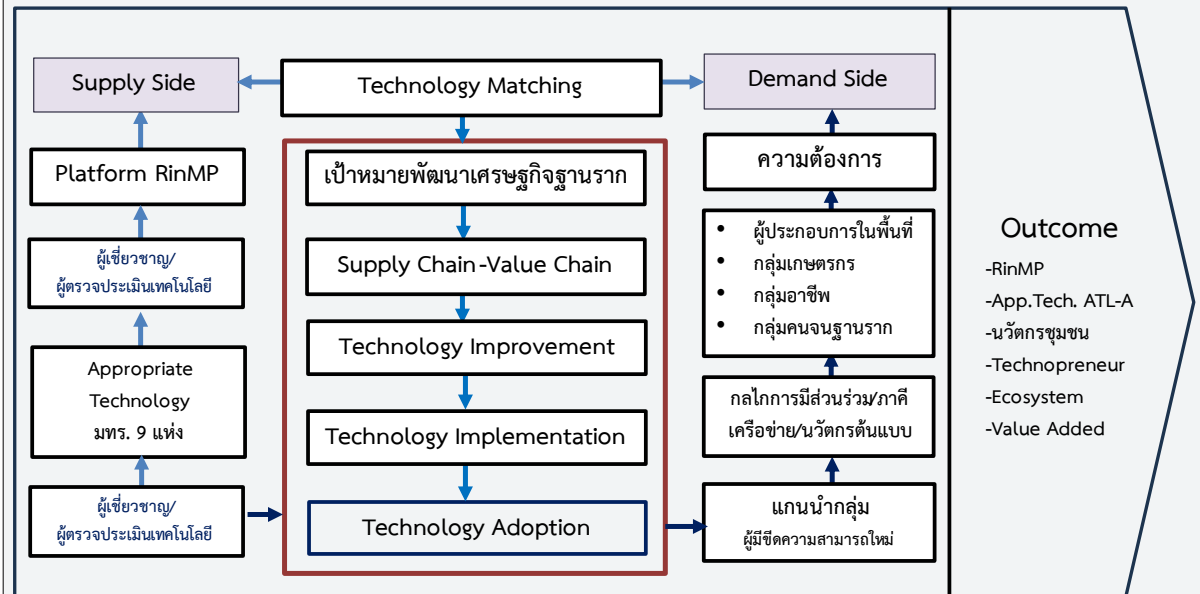 Supply Side
Technology Matching
Demand Side
Platform RinMP
ผู้เชี่ยวชาญ/
ผู้ตรวจประเมินเทคโนโลยี
Appropriate
Technology
มทร. 9 แห่ง
ผู้เชี่ยวชาญ/
ผู้ตรวจประเมินเทคโนโลยี
เป้าหมายพัฒนาเศรษฐกิจฐานราก
Supply Chain-Value Chain
Technology Improvement
Technology Implementation
Technology Adoption
ความต้องการ
• ผู้ประกอบการในพื้นที่
• กลุ่มเกษตรกร
• กลุ่มอาชีพ
• กลุ่มคนจนฐานราก
กลไกการมีส่วนร่วม/ภาคี
เครือข่าย/นวัตกรต้นแบบ
แกนนำกลุ่ม
ผู้มีขีดความสามารถใหม่
Outcome
-RinMP
-App.Tech. ATL-A
-นวัตกรชุมชน
-Technopreneur
-Ecosystem
-Value Added